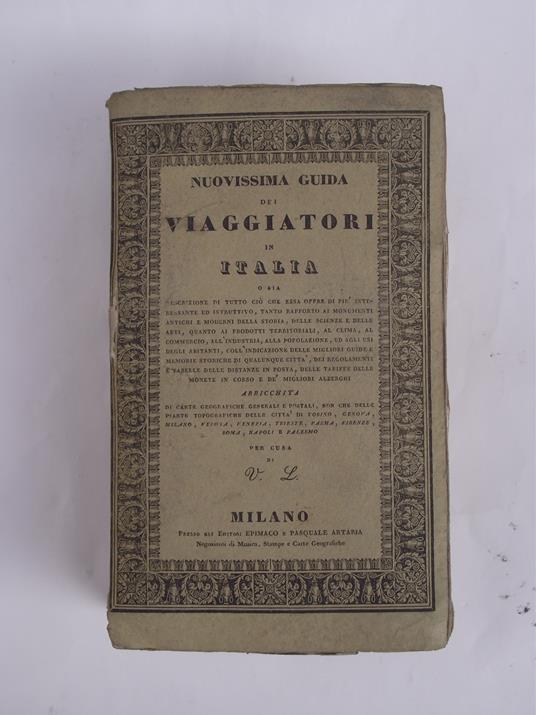 NUOVISSIMA GUIDA
DEI
VIAGGIATORI
IN
ITALIA
O SIA
DESCRIZIONE DI TUTTO CIÒ CHE ESSA OFFRE DI PIU' INTE-
RESSANTE ED ISTRUTTIVO, TANTO RAPPORTO AI MONUMENTI
ANTICHI E MODERNI DELLA STORIA, DELLE SCIENZE E DELLE
ARTI, QUANTO AI PRODOTTI TERRITORIALI, AL CLIMA, AL
COMMERCIO, ALL'INDUSTRIA, ALLA POPOLAZIONE, ED AGLI USI
DEGLI ABITANTI, COLL'INDICAZIONE DELLE MIGLIORI GUIDE E
MEMORIE STORICHE DI QUALUNQUE CITTA', DEI REGOLAMENTI
E TABELLE DELLE DISTANZE IN POSTA, DELLE TARIFFE DELLE
MONETE IN CORSO E DE' MIGLIORI ALBERGHI
ARRICCHITA
DI CARTE GEOGRAFICHE GENERALI E POSTALI, NON CHE DELLE
PIANTE TOPOGRAFICHE DELLE CITTA' DI TORINO, GENOVA,
MILANO, VERONA, VENEZIA, TRIESTE, PARMA, FIRENZE,
ROMA, NAPOLI E PALERMO
PER CURA
DI
V. L.
MILANO
PRESSO GLI EDITORI EPIMACO E PASQUALE ARTARIA
Negozianti di Musica, Stampe e Carte Geografiche